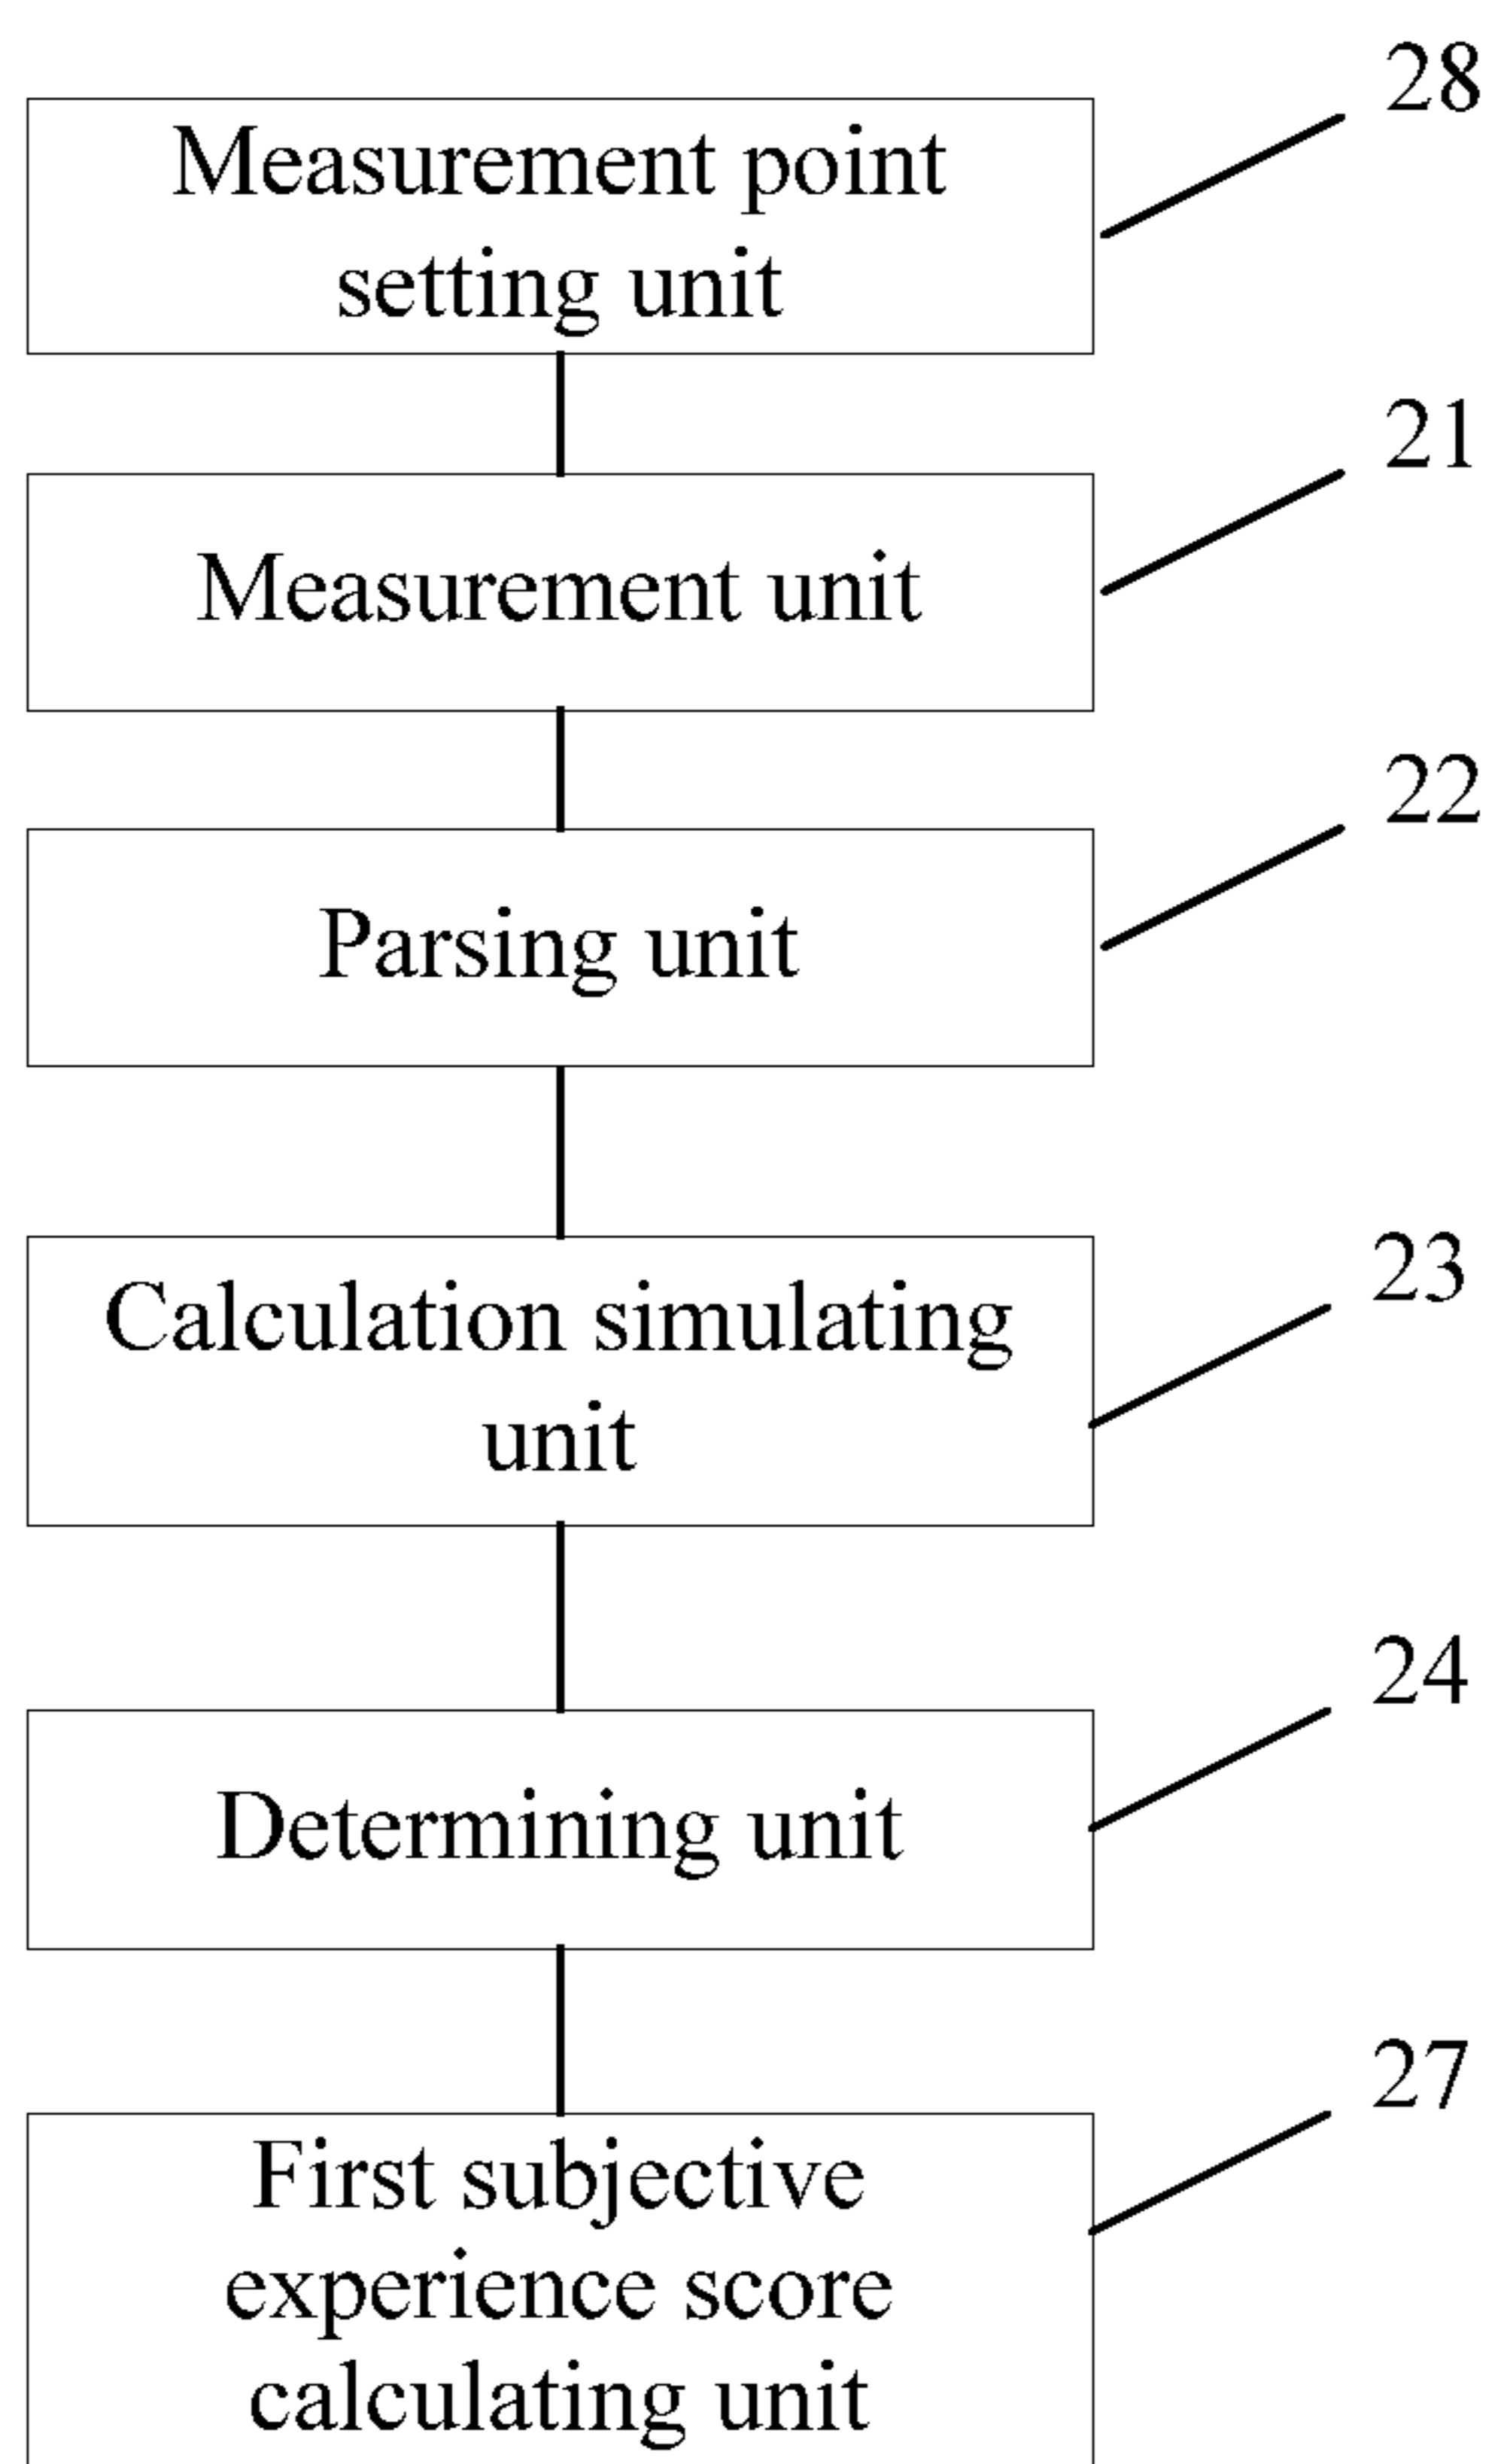 28
Measurement point
setting unit
21
Measurement unit
22
Parsing unit
23
Calculation simulating
unit
24
Determining unit
27
First subjective
experience score
calculating unit